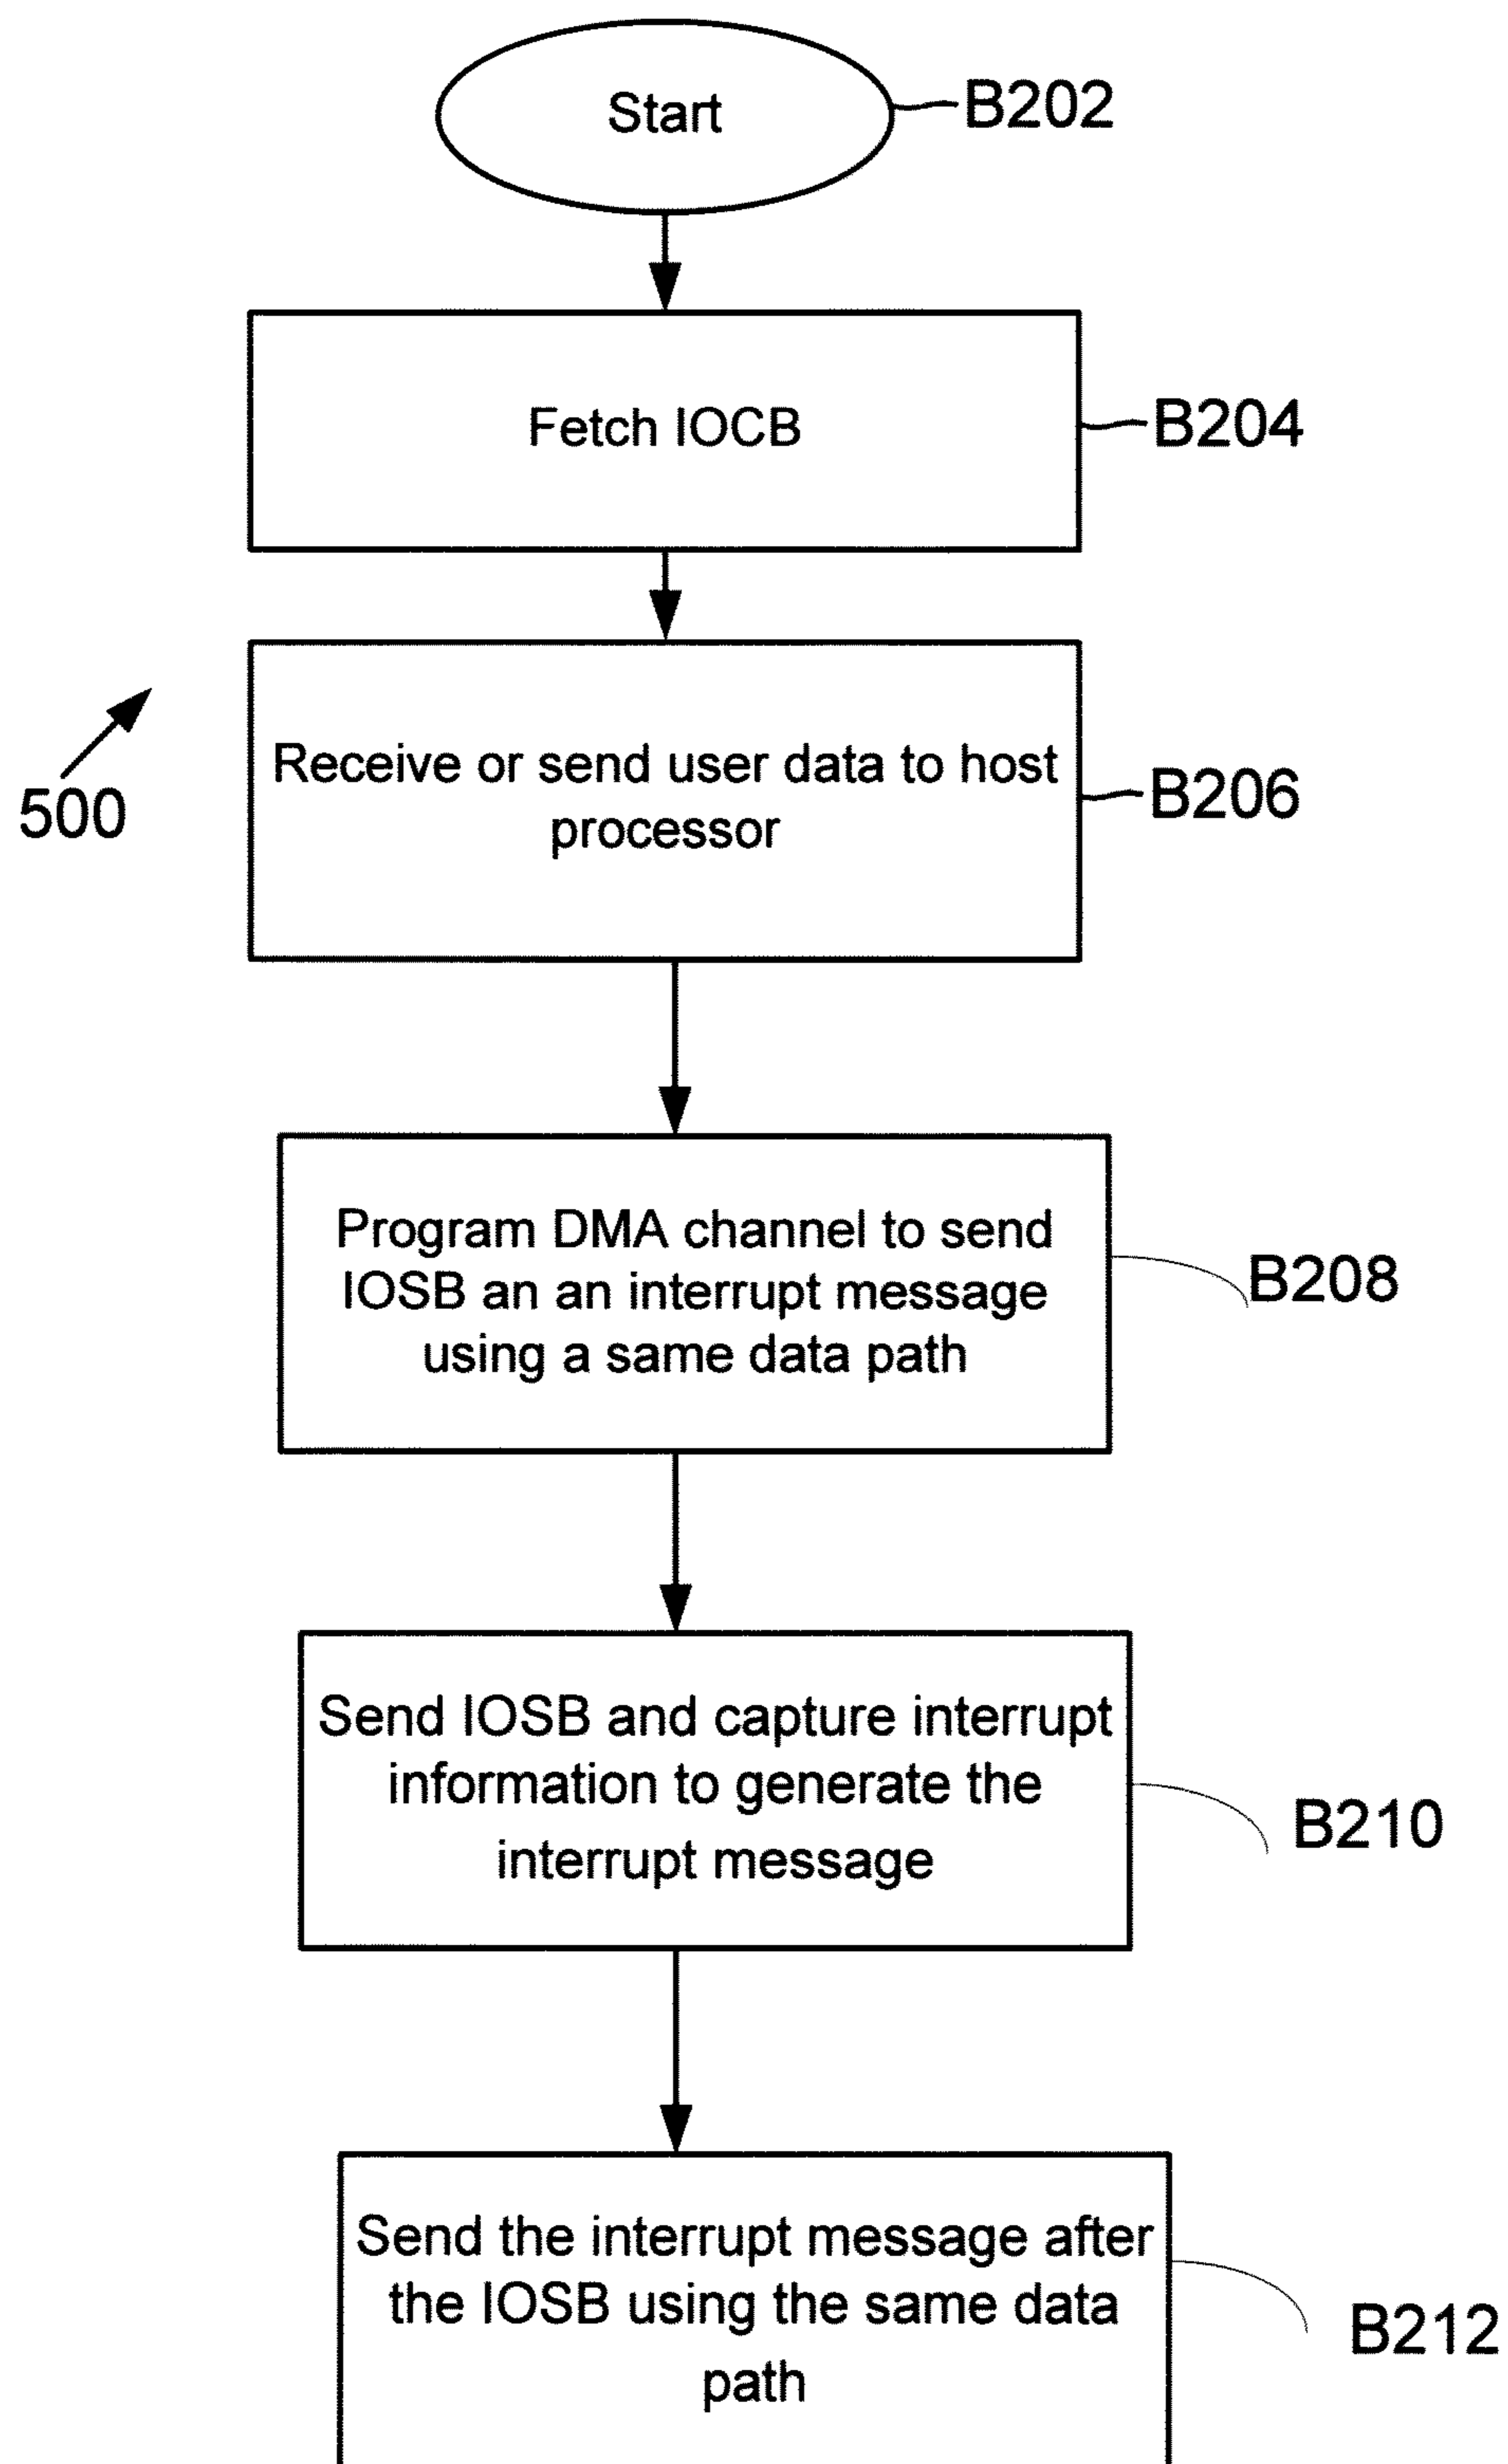 Start
B202
Fetch IOCB
B204
500
Receive or send user data to host
processor
B206
Program DMA channel to send
IOSB an an interrupt message
using a same data path
B208
Send IOSB and capture interrupt
information to generate the
interrupt message
B210
Send the interrupt message after
the IOSB using the same data
path
B212